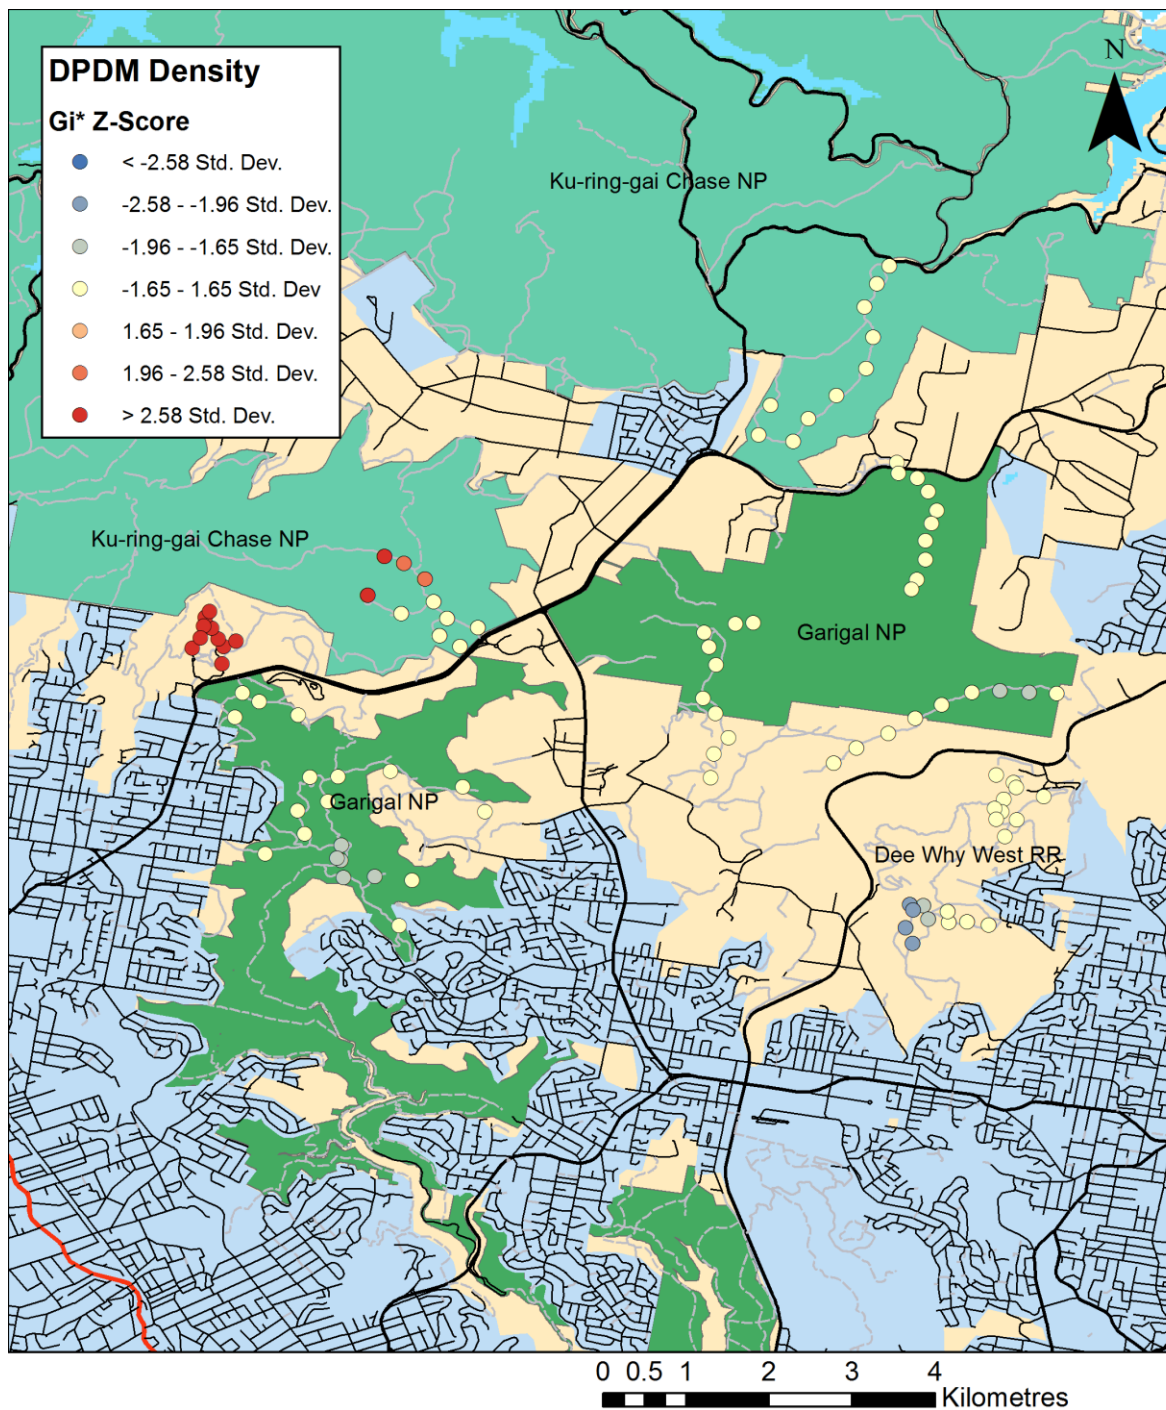 DPDM Density
Gi* Z-Score
< -2.58 Std. Dev.
-2.58 - -1.96 Std. Dev.
-1.96 - -1.65 Std. Dev.
-1.65 - 1.65 Std. Dev
1.65 - 1.96 Std. Dev.
1.96 - 2.58 Std. Dev.
> 2.58 Std. Dev.
N
Ku-ring-gai Chase NP
Ku-ring-gai Chase NP
Garigal NP
Garigal NP
Dee Why West RR
0 0.5 1 2 3 4
Kilometres